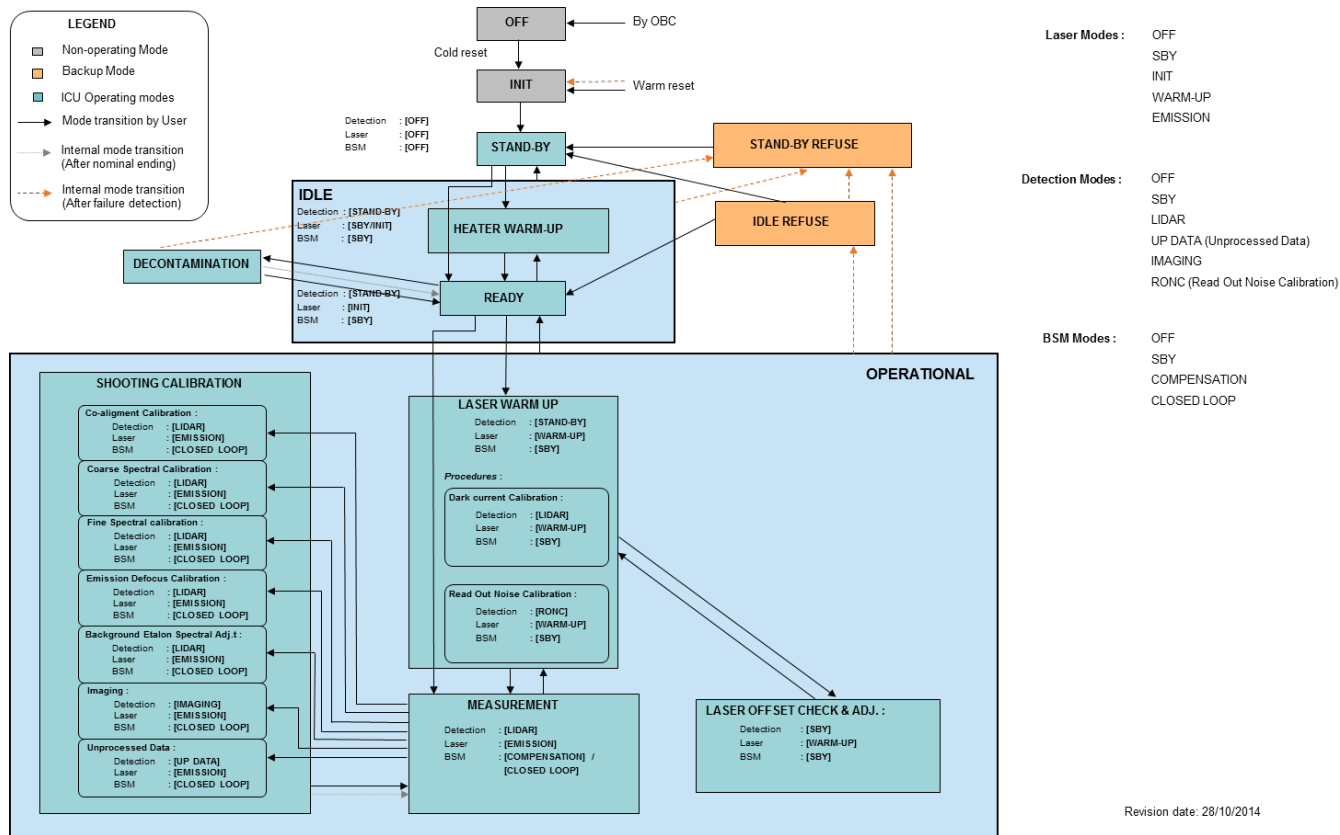 LEGEND
Non-operating Mode
Backup Mode
ICU Operating modes
Mode transition by User
Internal mode transition
(After nominal ending)
Internal mode transition
(After failure detection)
OFF
By OBC
Cold reset
INIT
Warm reset
Detection : [OFF]
Laser : [OFF]
BSM : [OFF]
STAND-BY
STAND-BY REFUSE
IDLE REFUSE
IDLE
Detection : [STAND-BY]
Laser : [SBY/INIT]
BSM : [SBY]
HEATER WARM-UP
DECONTAMINATION
Detection : [STAND-BY]
Laser : [INIT]
BSM : [SBY]
READY
OPERATIONAL
SHOOTING CALIBRATION
Co-aligment Calibration :
Detection : [LIDAR]
Laser : [EMISSION]
BSM : [CLOSED LOOP]
Coarse Spectral Calibration :
Detection : [LIDAR]
Laser : [EMISSION]
BSM : [CLOSED LOOP]
Fine Spectral calibration :
Detection : [LIDAR]
Laser : [EMISSION]
BSM : [CLOSED LOOP]
Emission Defocus Calibration :
Detection : [LIDAR]
Laser : [EMISSION]
BSM : [CLOSED LOOP]
Background Etalon Spectral Adj.t :
Detection : [LIDAR]
Laser : [EMISSION]
BSM : [CLOSED LOOP]
Imaging :
Detection : [IMAGING]
Laser : [EMISSION]
BSM : [CLOSED LOOP]
Unprocessed Data :
Detection : [UP DATA]
Laser : [EMISSION]
BSM : [CLOSED LOOP]
LASER WARM UP
Detection : [STAND-BY]
Laser : [WARM-UP]
BSM : [SBY]
Procedures :
Dark current Calibration :
Detection : [LIDAR]
Laser : [WARM-UP]
BSM : [SBY]
Read Out Noise Calibration :
Detection : [RONC]
Laser : [WARM-UP]
BSM : [SBY]
MEASUREMENT
Detection : [LIDAR]
Laser : [EMISSION]
BSM : [COMPENSATION] /
[CLOSED LOOP]
LASER OFFSET CHECK & ADJ. :
Detection : [SBY]
Laser : [WARM-UP]
BSM : [SBY]
Laser Modes : OFF
SBY
INIT
WARM-UP
EMISSION
Detection Modes : OFF
SBY
LIDAR
UP DATA (Unprocessed Data)
IMAGING
RONC (Read Out Noise Calibration)
BSM Modes : OFF
SBY
COMPENSATION
CLOSED LOOP
Revision date: 28/10/2014